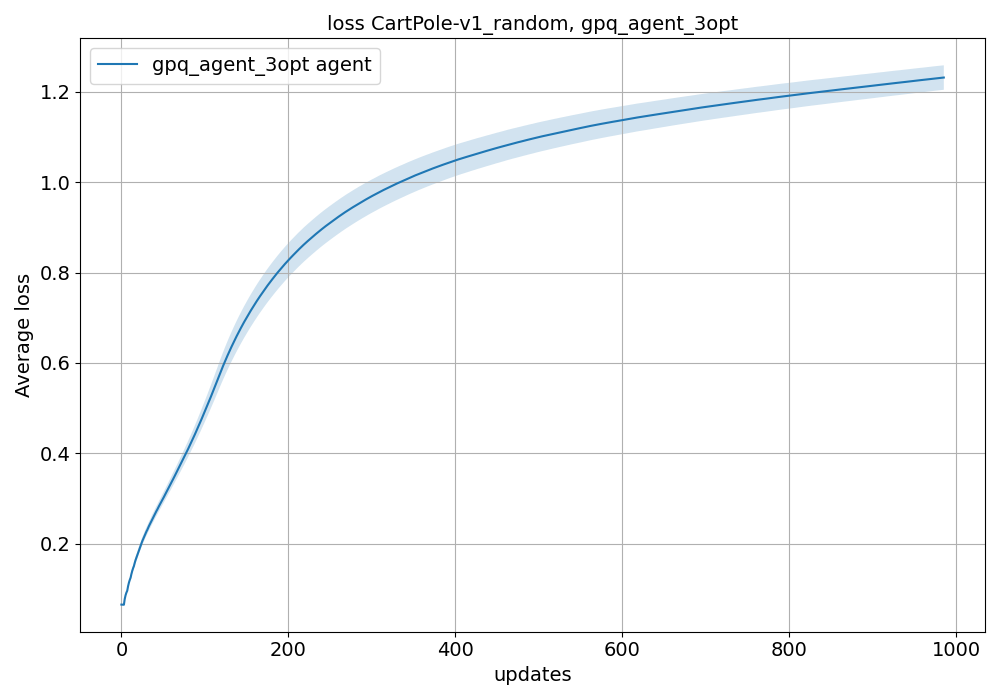 loss CartPole-v1_random, gpq_agent_3opt
gpq_agent_3opt agent
1.2
1.0
0.8
0.6
0.4
0.2
Average loss
0 200 400 600 800 1000
updates